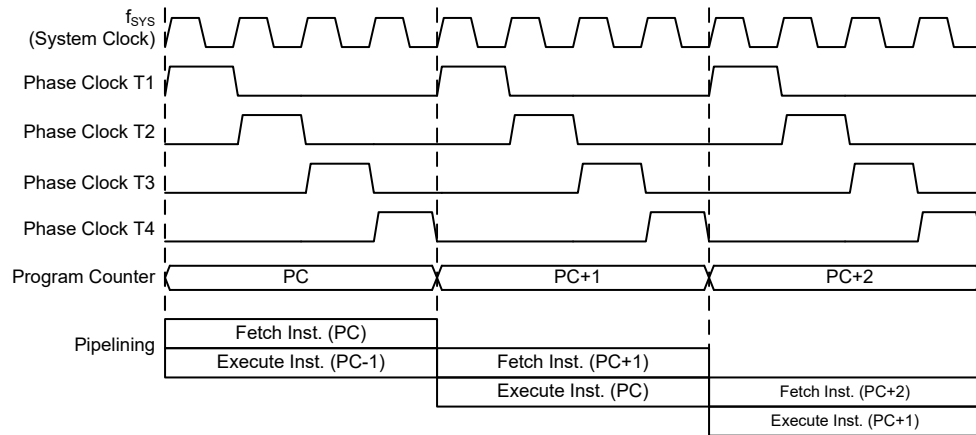 fSYS
(System Clock)
Phase Clock T1
Phase Clock T2
Phase Clock T3
Phase Clock T4
Program Counter PC PC+1 PC+2
Pipelining
Fetch Inst. (PC)
Execute Inst. (PC-1) Fetch Inst. (PC+1)
Execute Inst. (PC) Fetch Inst. (PC+2)
Execute Inst. (PC+1)